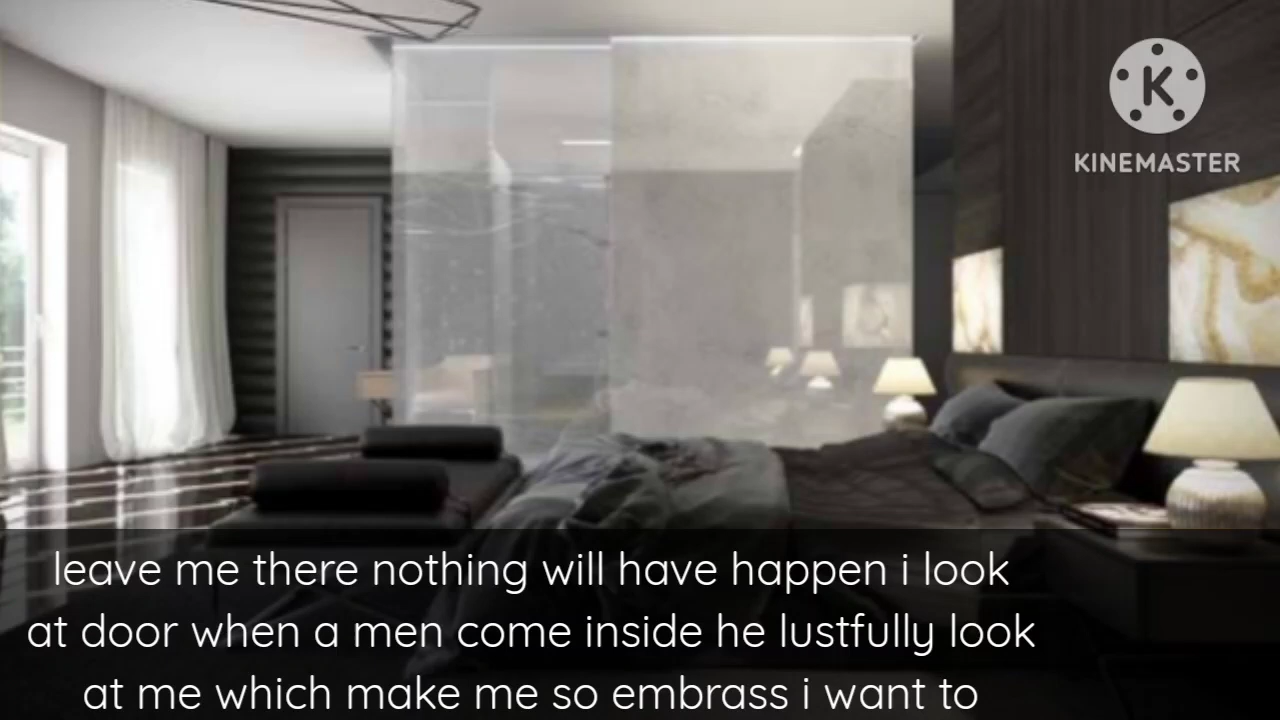 KINEMASTER
leave me there nothing will have happen i look
at door when a men come inside he lustfully look
at me which make me so embrass i want to